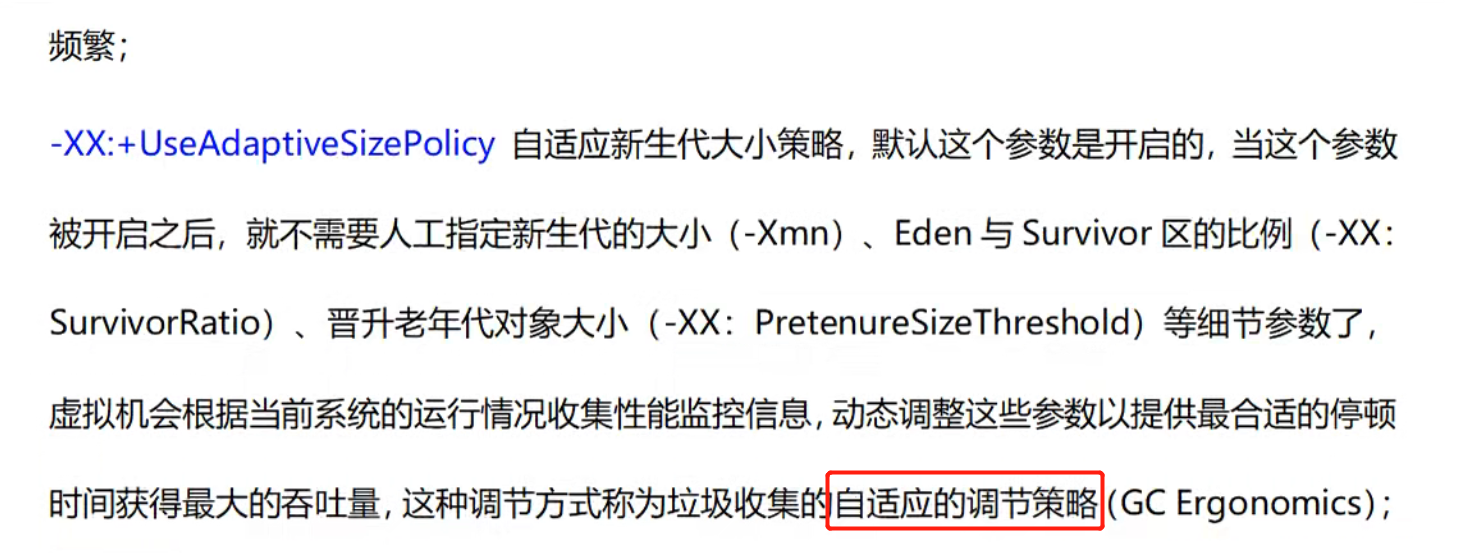 频繁；
-XX:+UseAdaptiveSizePolicy 自适应新生代大小策略，默认这个参数是开启的，当这个参数
被开启之后，就不需要人工指定新生代的大小（-Xmn）、Eden 与 Survivor 区的比例（-XX：
SurvivorRatio）、晋升老年代对象大小（-XX：PretenureSizeThreshold）等细节参数了，
虚拟机会根据当前系统的运行情况收集性能监控信息，动态调整这些参数以提供最合适的停顿
时间获得最大的吞吐量，这种调节方式称为垃圾收集的自适应的调节策略（GC Ergonomics）；